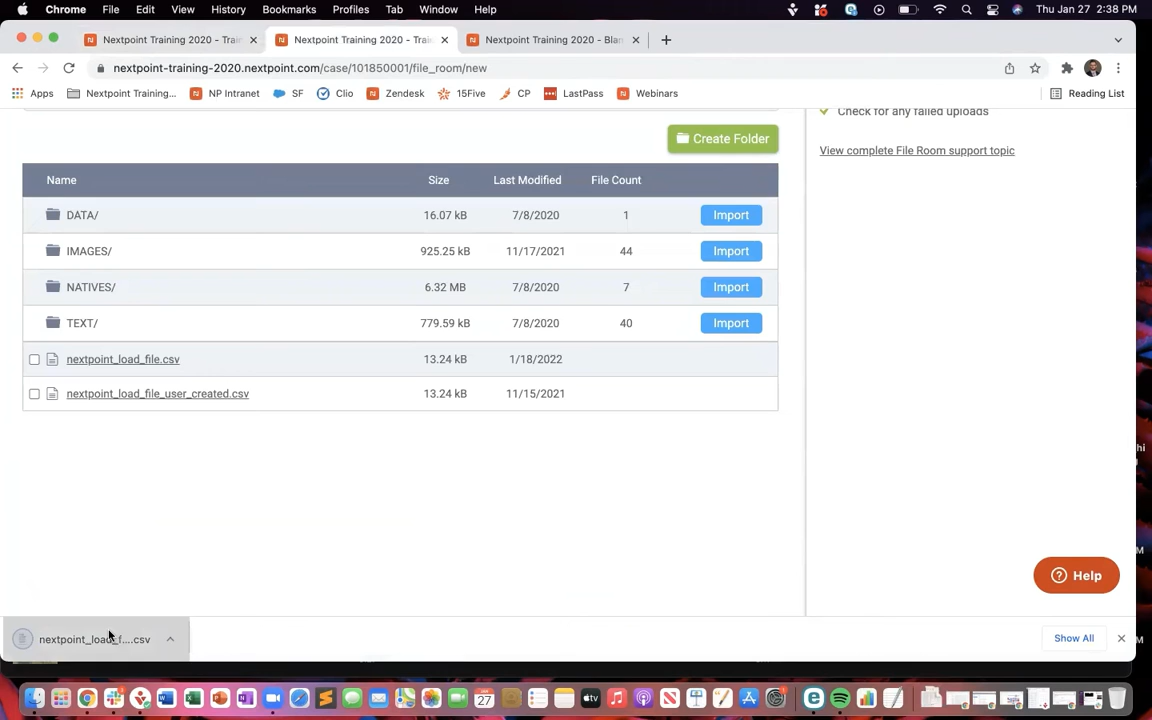 Chrome File Edit View History Bookmarks Profiles Tab Window Help Thu Jan 27 2:38 PM
Nextpoint Training 2020 - Trai Nextpoint Training 2020 - Trai Nextpoint Training 2020 - Blan
nextpoint-training-2020.nextpoint.com/case/101850001/file_room/new
Apps Nextpoint Training... NP Intranet SF Clio Zendesk 15Five CP LastPass Webinars Reading List
Check for any failed uploads
Create Folder
View complete File Room support topic
Name Size Last Modified File Count
DATA/ 16.07 kB 7/8/2020 1 Import
IMAGES/ 925.25 kB 11/17/2021 44 Import
NATIVES/ 6.32 MB 7/8/2020 7 Import
TEXT/ 779.59 kB 7/8/2020 40 Import
nextpoint_load_file.csv 13.24 kB 1/18/2022
nextpoint_load_file_user_created.csv 13.24 kB 11/15/2021
Help
nextpoint_load_f....csv Show All
JAN
27